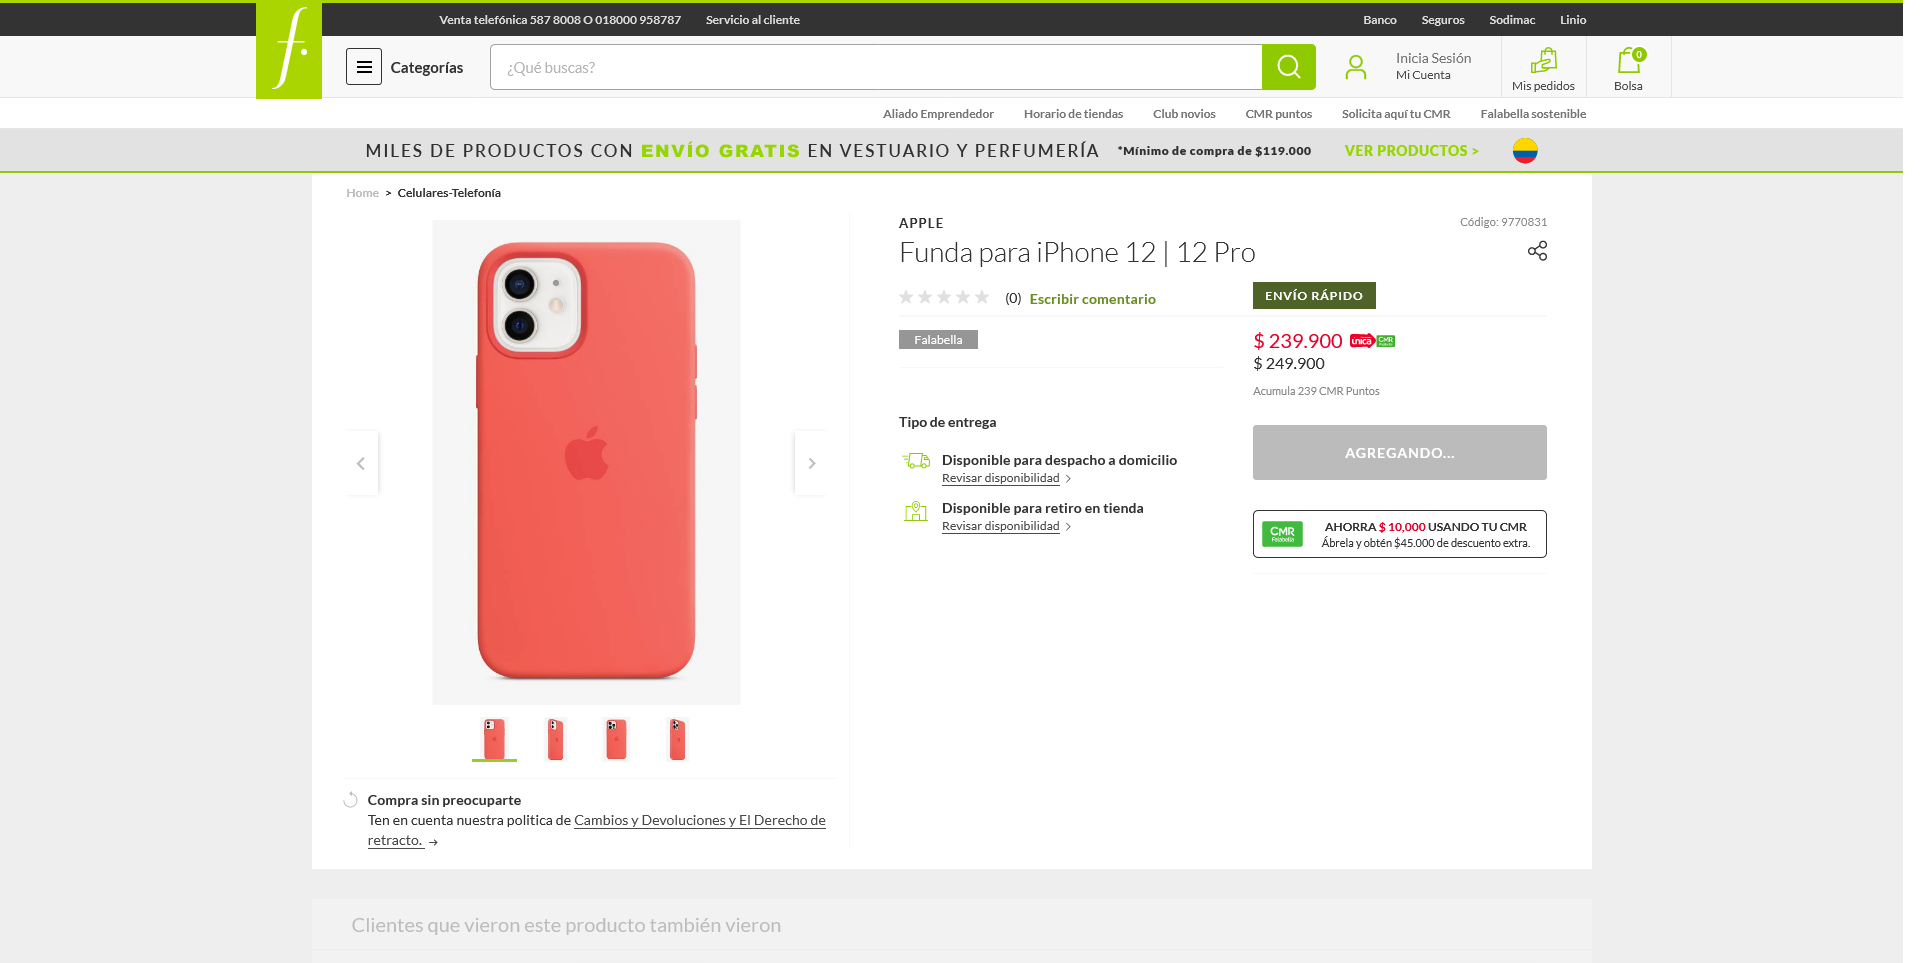 Venta telefónica 587 8008 O 018000 958787 Servicio al cliente Banco Seguros Sodimac Linio
f.
Categorías ¿Qué buscas? Inicia Sesión
Mi Cuenta
Mis pedidos
0
Bolsa
Aliado Emprendedor Horario de tiendas Club novios CMR puntos Solicita aquí tu CMR Falabella sostenible
MILES DE PRODUCTOS CON ENVÍO GRATIS EN VESTUARIO Y PERFUMERÍA *Mínimo de compra de $119.000 VER PRODUCTOS >
Home > Celulares-Telefonía
APPLE
Código: 9770831
Funda para iPhone 12 | 12 Pro
(0) Escribir comentario
ENVÍO RÁPIDO
Falabella
$ 239.900 unica CMR
$ 249.900
Acumula 239 CMR Puntos
Tipo de entrega
Disponible para despacho a domicilio
Revisar disponibilidad >
Disponible para retiro en tienda
Revisar disponibilidad >
AGREGANDO...
CMR
Falabella
AHORRA $ 10,000 USANDO TU CMR
Ábrela y obtén $45.000 de descuento extra.
Compra sin preocuparte
Ten en cuenta nuestra politica de Cambios y Devoluciones y El Derecho de
retracto. →
Clientes que vieron este producto también vieron